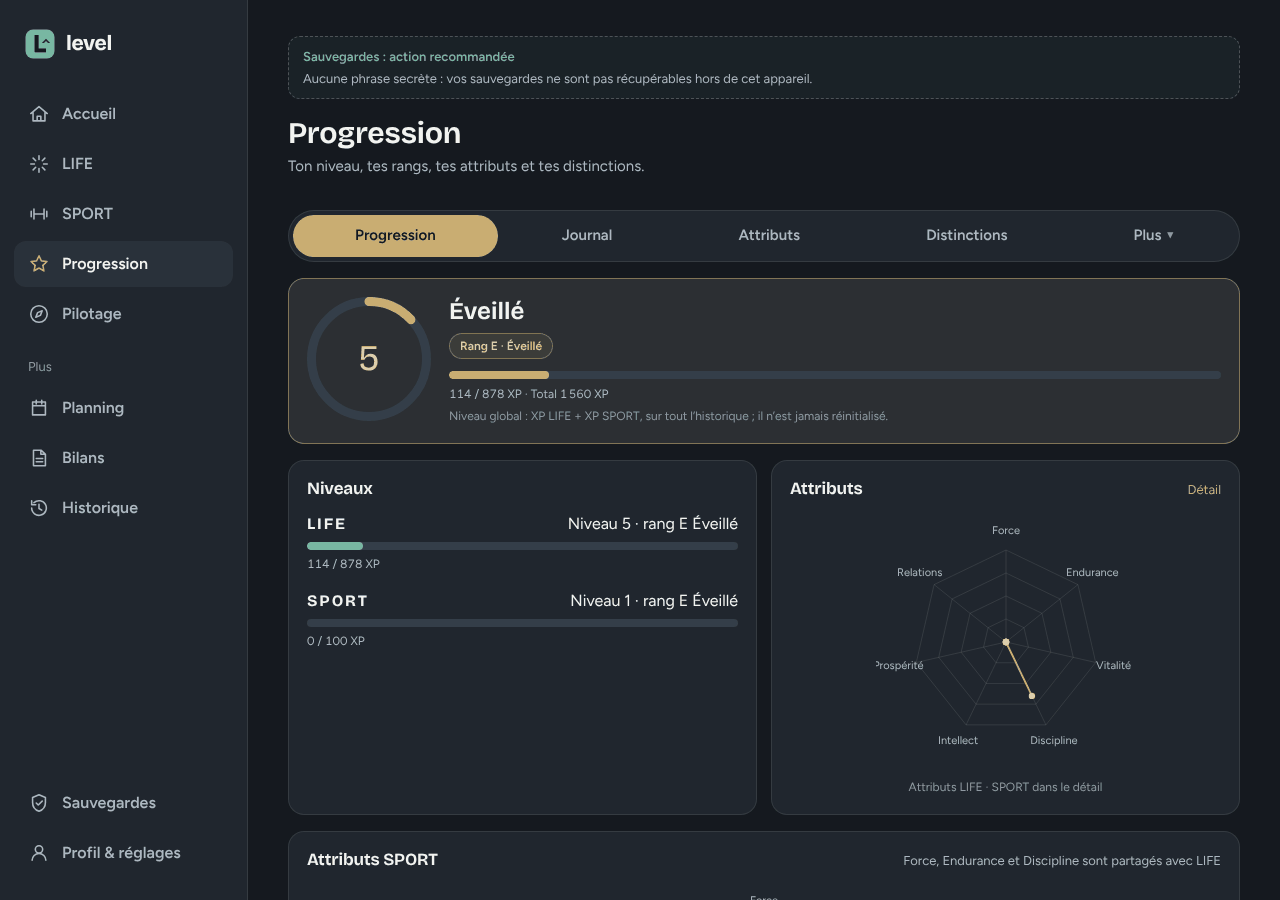 level
Accueil
LIFE
SPORT
Progression
Pilotage
Plus
Planning
Bilans
Historique
Sauvegardes
Profil & réglages
Sauvegardes : action recommandée
Aucune phrase secrète : vos sauvegardes ne sont pas récupérables hors de cet appareil.
Progression
Ton niveau, tes rangs, tes attributs et tes distinctions.
Progression
Journal
Attributs
Distinctions
Plus ▾
5
Éveillé
Rang E · Éveillé
114 / 878 XP · Total 1 560 XP
Niveau global : XP LIFE + XP SPORT, sur tout l’historique ; il n’est jamais réinitialisé.
Niveaux
LIFE
Niveau 5 · rang E Éveillé
114 / 878 XP
SPORT
Niveau 1 · rang E Éveillé
0 / 100 XP
Attributs
Détail
Force
Relations
Endurance
Prospérité
Vitalité
Intellect
Discipline
Attributs LIFE · SPORT dans le détail
Attributs SPORT
Force, Endurance et Discipline sont partagés avec LIFE
Force